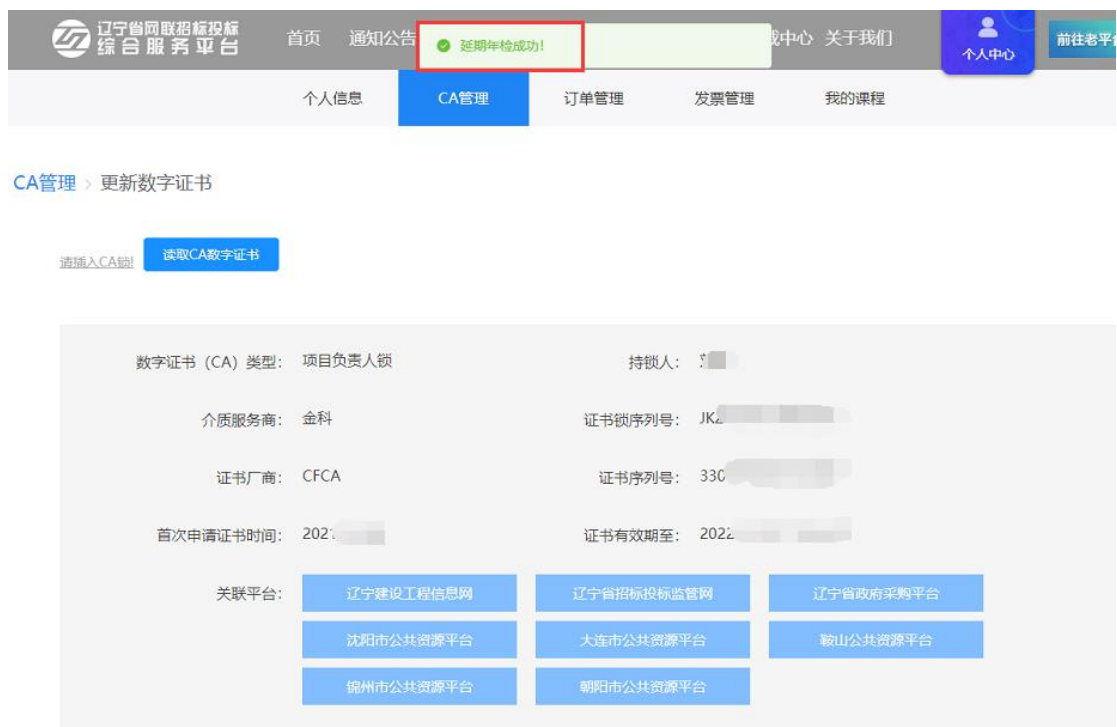 辽宁省网联招标投标
综合服务平台
首页 通知公告 延期年检成功! 中心 关于我们 个人中心 前往老平台
个人信息 CA管理 订单管理 发票管理 我的课程
CA管理 > 更新数字证书
请插入CA锁! 读取CA数字证书
数字证书（CA）类型: 项目负责人锁 持锁人:
介质服务商: 金科 证书锁序列号: JK
证书厂商: CFCA 证书序列号: 330
首次申请证书时间: 202 证书有效期至: 2022
关联平台: 辽宁建设工程信息网 辽宁省招标投标监管网 辽宁省政府采购平台
沈阳市公共资源平台 大连市公共资源平台 鞍山公共资源平台
锦州市公共资源平台 朝阳市公共资源平台